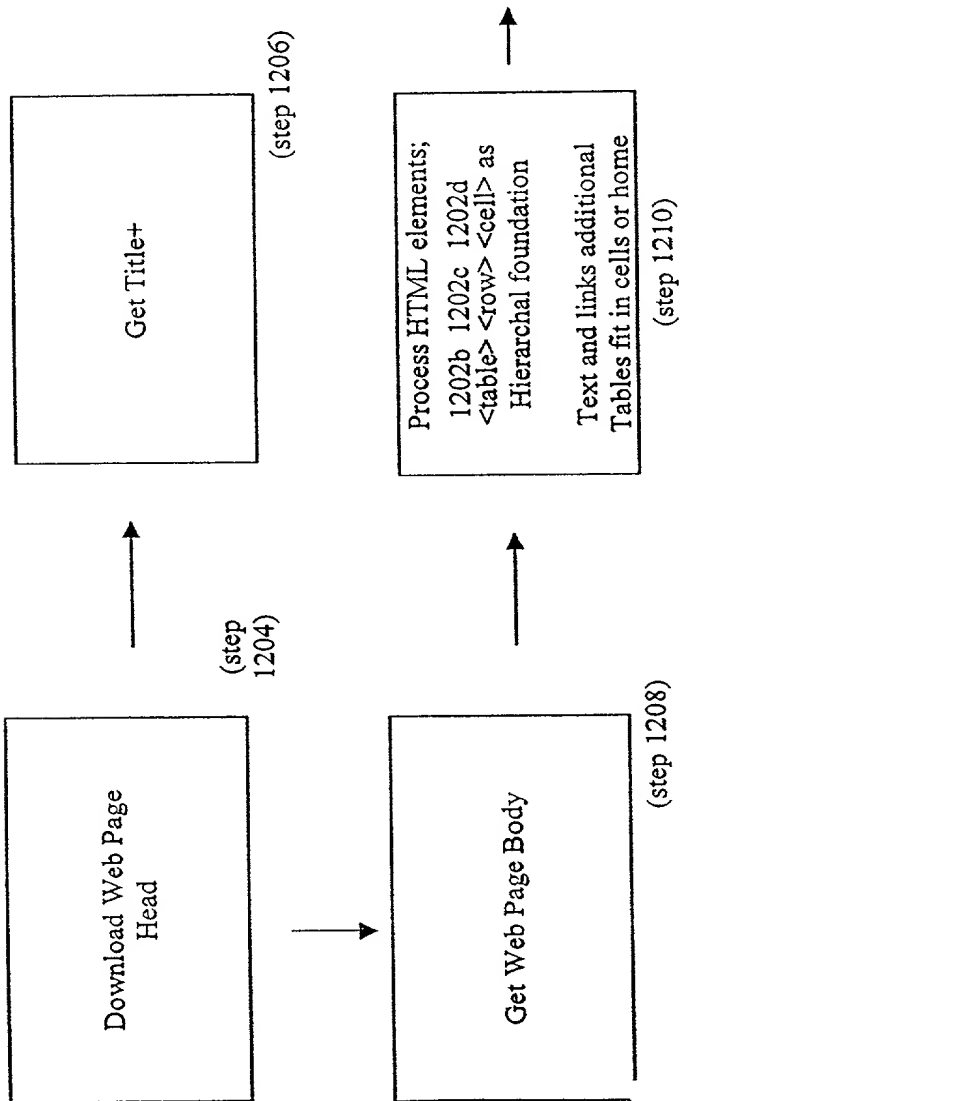 Download Web Page
Head
(step
1204)
Get Title+
(step 1206)
Get Web Page Body
(step 1208)
Process HTML elements;
1202b 1202c 1202d
<table> <row> <cell> as
Hierarchal foundation
Text and links additional
Tables fit in cells or home
(step 1210)